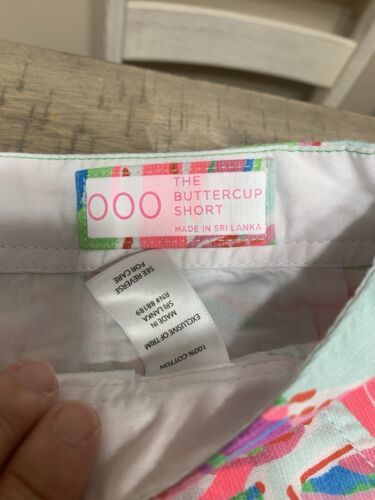 000
THE
BUTTERCUP
SHORT
MADE IN SRI LANKA
100% COTTON
EXCLUSIVE OF TRIM
MADE IN
SRI LANKA
RN# 88189
SEE REVERSE
FOR CARE